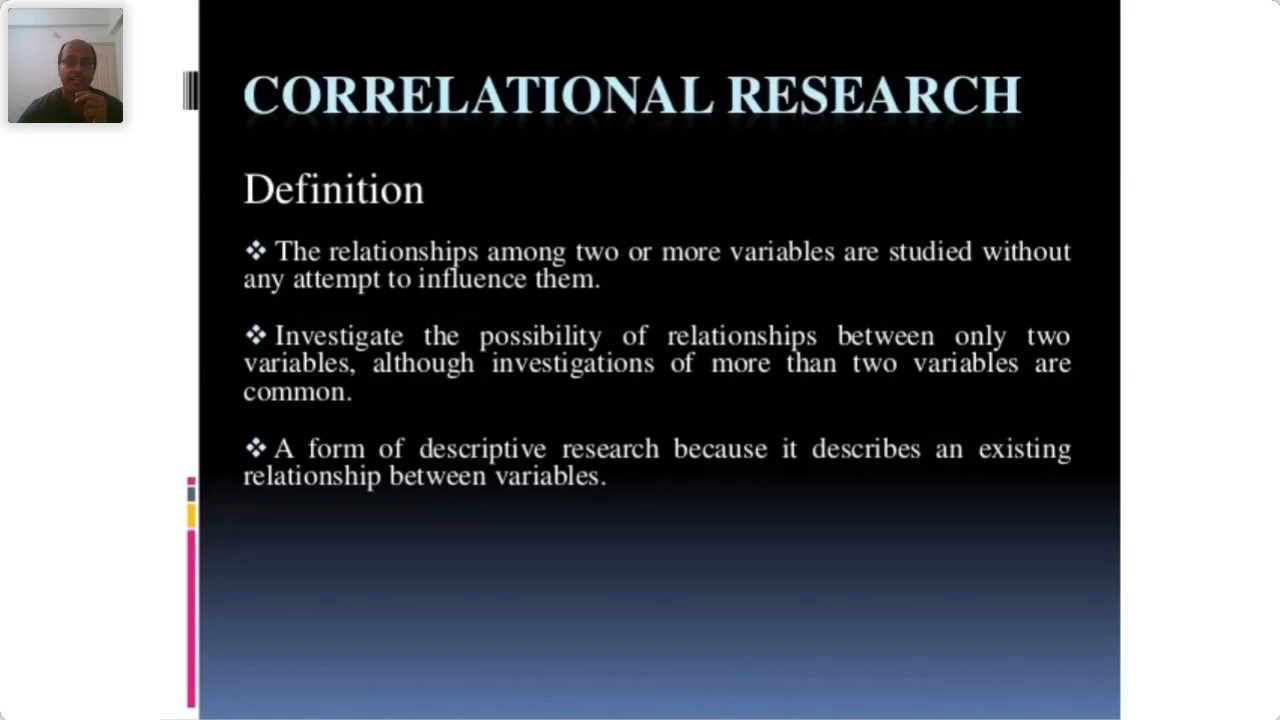 CORRELATIONAL RESEARCH
Definition
❖ The relationships among two or more variables are studied without
any attempt to influence them.
❖ Investigate the possibility of relationships between only two
variables, although investigations of more than two variables are
common.
❖ A form of descriptive research because it describes an existing
relationship between variables.